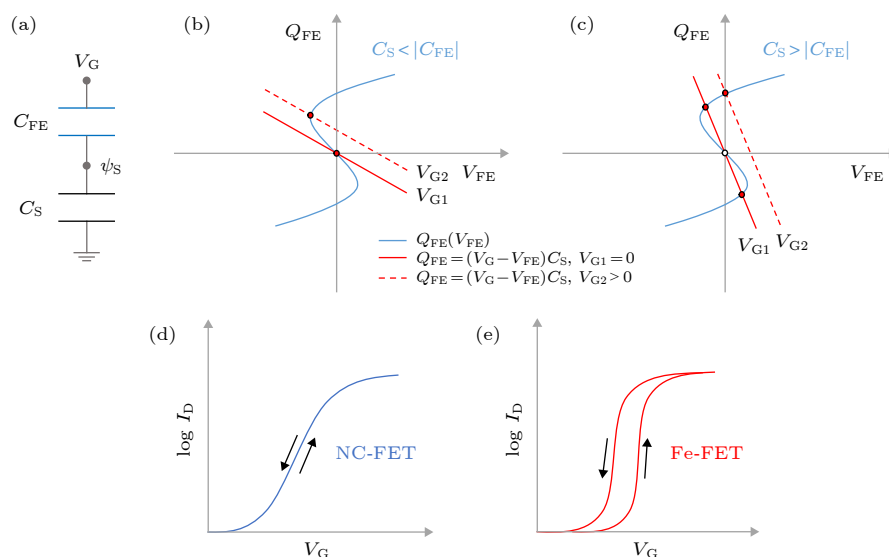 (a)
V_G
C_FE
ψ_S
C_S
(b)
Q_FE
C_S<|C_FE|
V_G2
V_FE
V_G1
(c)
Q_FE
C_S>|C_FE|
V_FE
V_G1
V_G2
Q_FE(V_FE)
Q_FE=(V_G−V_FE)C_S, V_G1=0
Q_FE=(V_G−V_FE)C_S, V_G2>0
(d)
log I_D
NC-FET
V_G
(e)
log I_D
Fe-FET
V_G